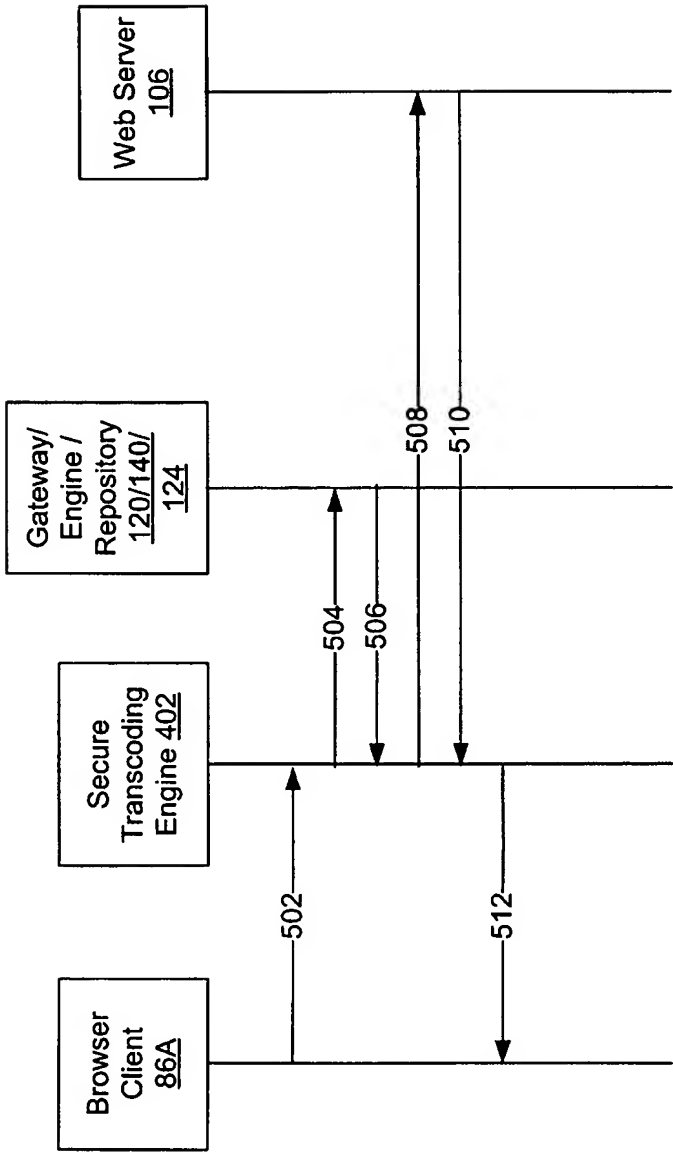 Browser
Client
86A
Secure
Transcoding
Engine 402
Gateway/
Engine /
Repository
120/140/
124
Web Server
106
502
504
506
508
510
512